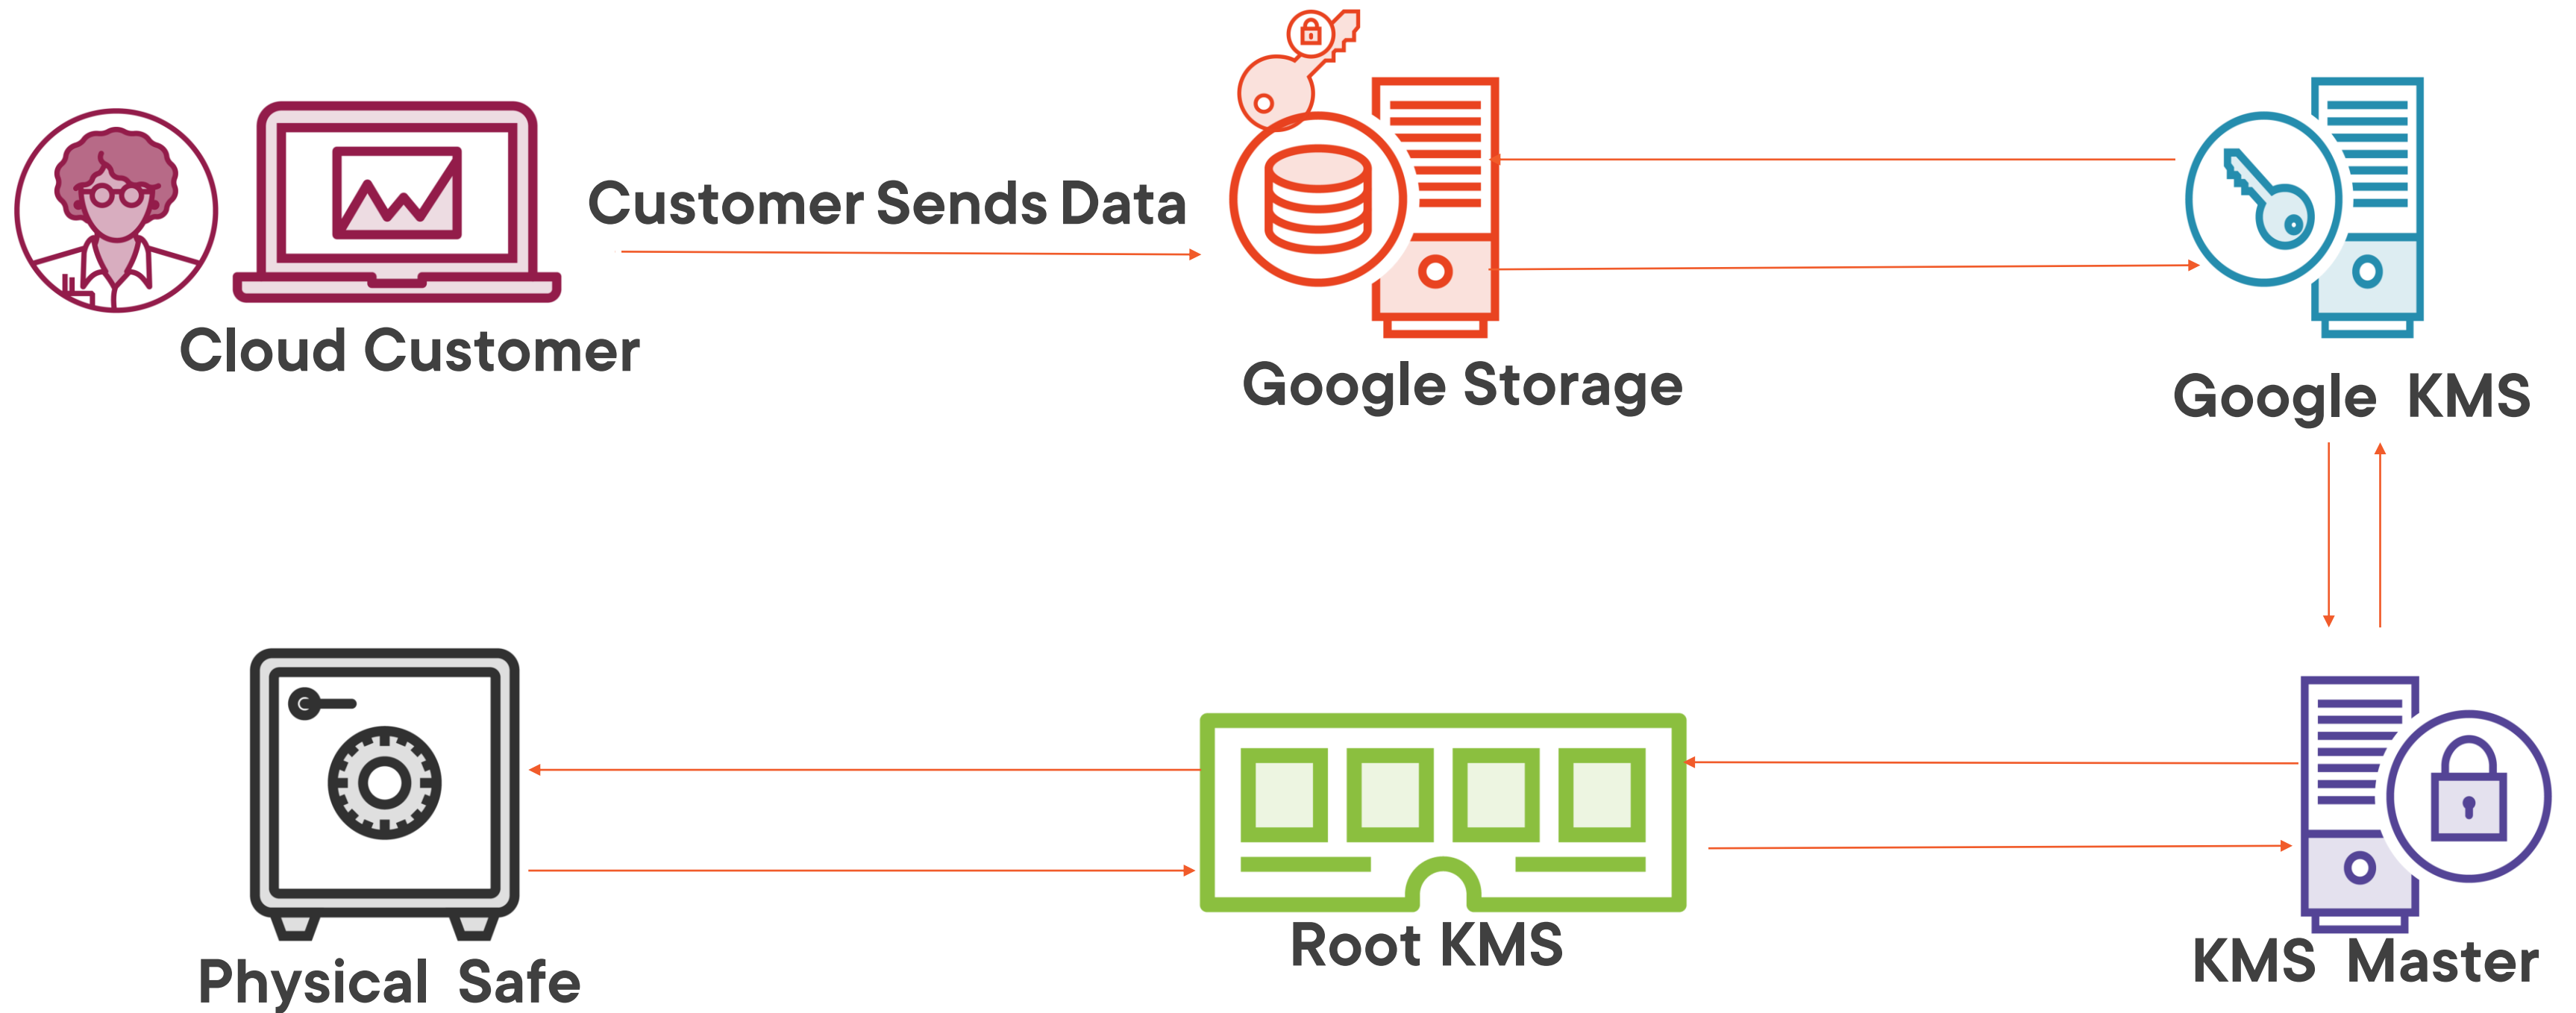 Customer Sends Data
Cloud Customer
Google Storage
Google KMS
Physical Safe
Root KMS
KMS Master